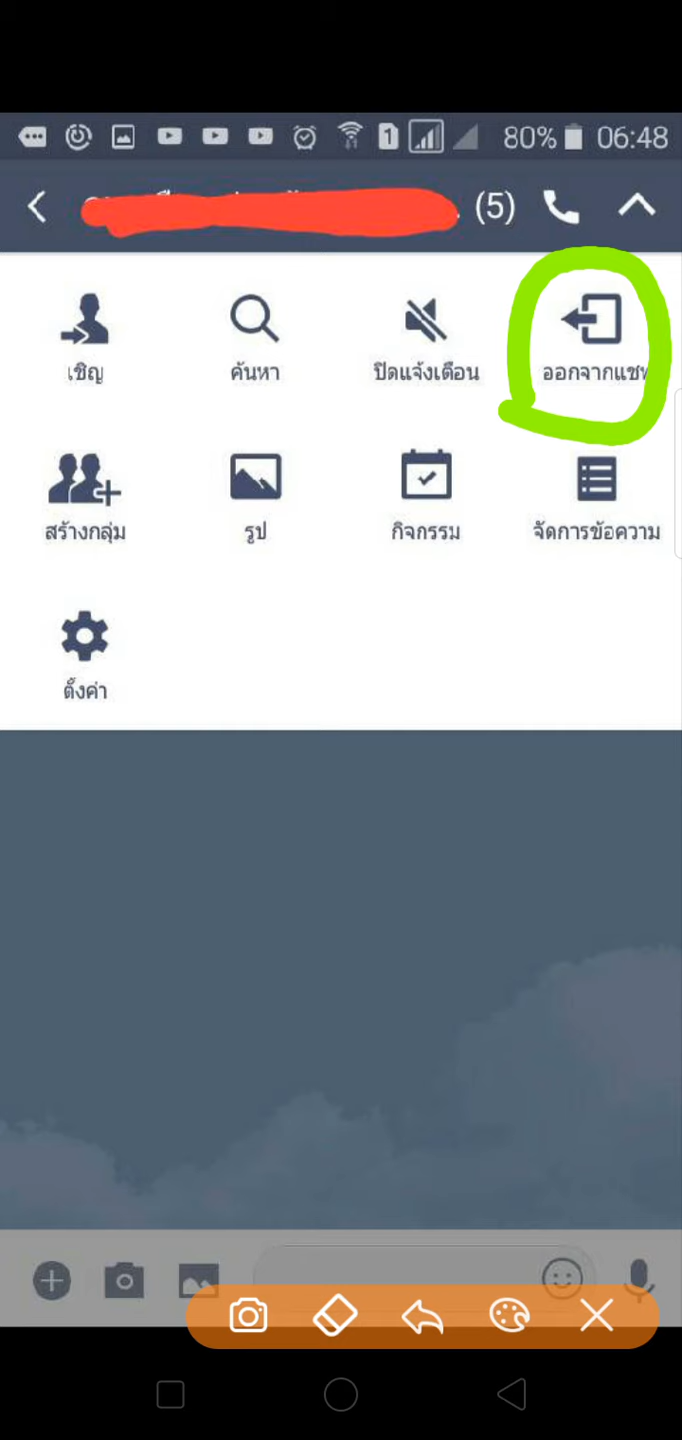 1 80% 06:48
(5)
เชิญ ค้นหา ปิดแจ้งเตือน ออกจากแชท
สร้างกลุ่ม รูป กิจกรรม จัดการข้อความ
ตั้งค่า